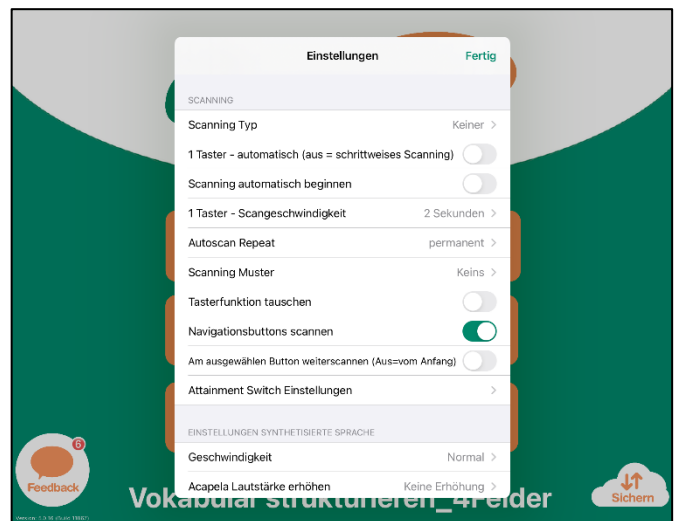 Einstellungen Fertig
SCANNING
Scanning Typ Keiner >
1 Taster - automatisch (aus = schrittweises Scanning)
Scanning automatisch beginnen
1 Taster - Scangeschwindigkeit 2 Sekunden >
Autoscan Repeat permanent >
Scanning Muster Keins >
Tasterfunktion tauschen
Navigationsbuttons scannen
Am ausgewählen Button weiterscannen (Aus=vom Anfang)
Attainment Switch Einstellungen >
EINSTELLUNGEN SYNTHETISIERTE SPRACHE
Geschwindigkeit Normal >
Acapela Lautstärke erhöhen Keine Erhöhung >
6
Feedback
Vokabular strukturieren_4Felder
Sichern